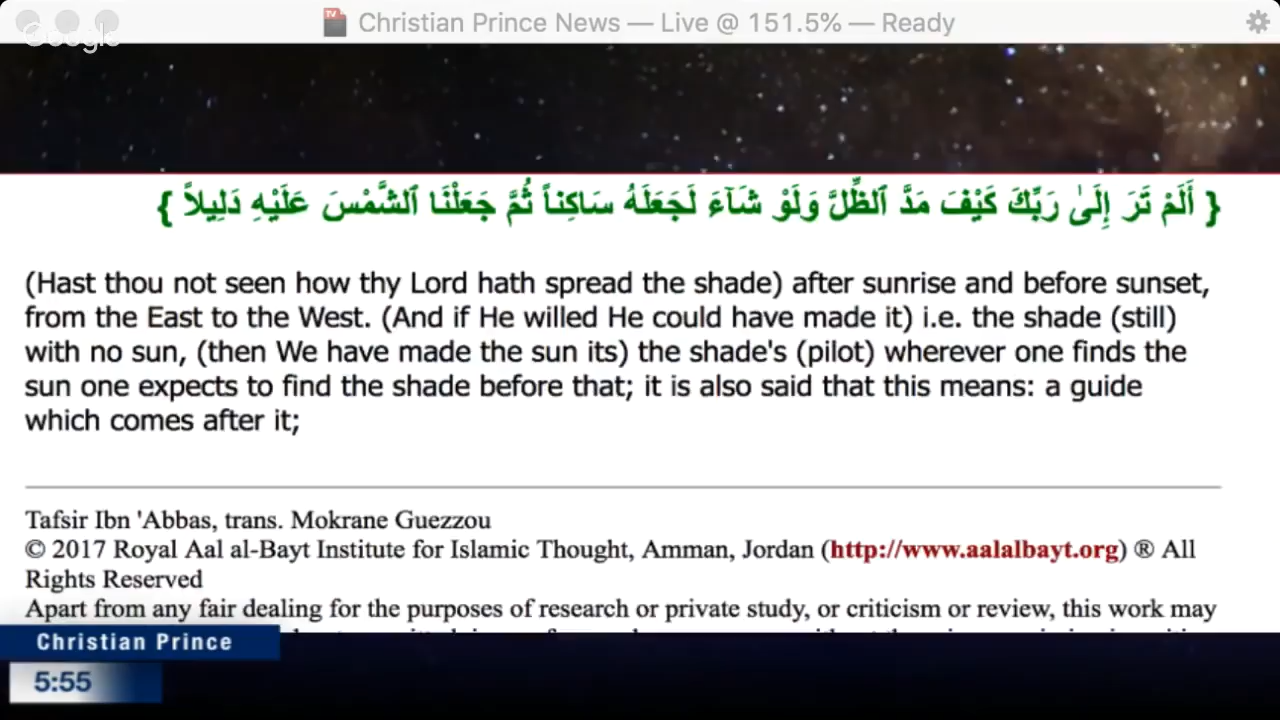 Christian Prince News — Live @ 151.5% — Ready
Google
{ أَلَمْ تَرَ إِلَىٰ رَبِّكَ كَيْفَ مَدَّ ٱلظِّلَّ وَلَوْ شَآءَ لَجَعَلَهُ سَاكِناً ثُمَّ جَعَلْنَا ٱلشَّمْسَ عَلَيْهِ دَلِيلاً }
(Hast thou not seen how thy Lord hath spread the shade) after sunrise and before sunset,
from the East to the West. (And if He willed He could have made it) i.e. the shade (still)
with no sun, (then We have made the sun its) the shade's (pilot) wherever one finds the
sun one expects to find the shade before that; it is also said that this means: a guide
which comes after it;
Tafsir Ibn 'Abbas, trans. Mokrane Guezzou
© 2017 Royal Aal al-Bayt Institute for Islamic Thought, Amman, Jordan (http://www.aalalbayt.org) ® All
Rights Reserved
Apart from any fair dealing for the purposes of research or private study, or criticism or review, this work may
Christian Prince
5:55